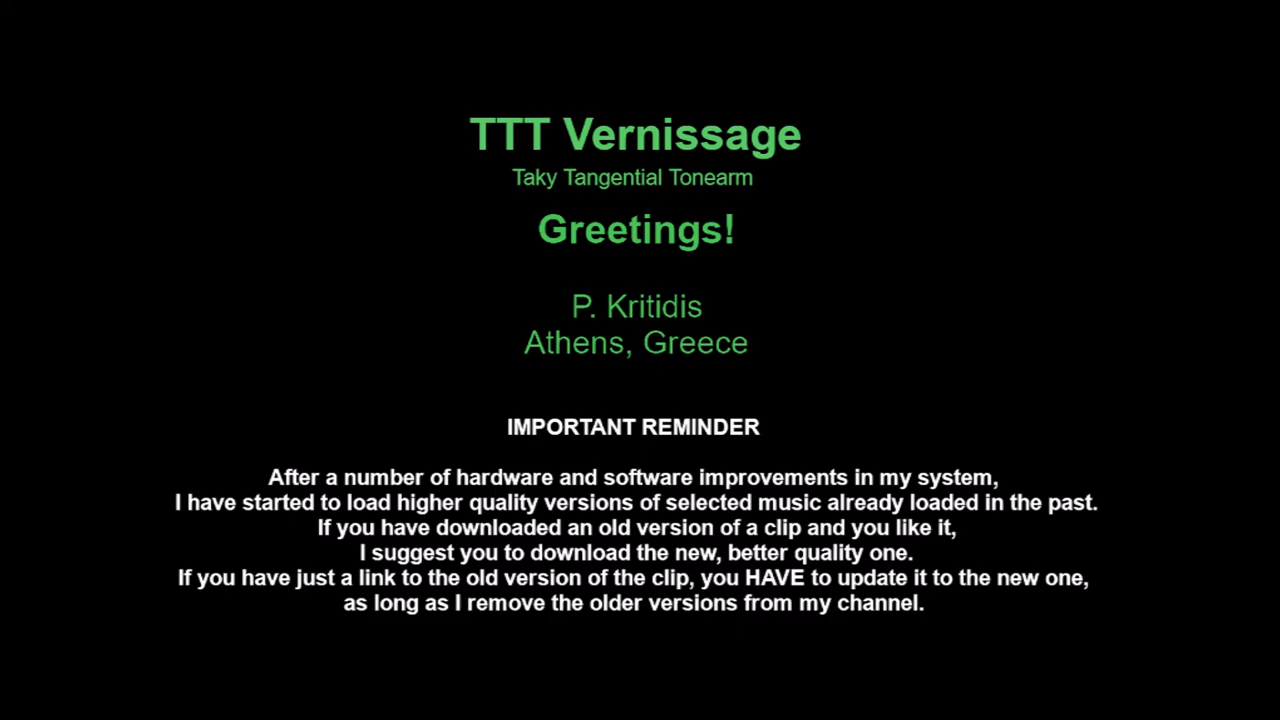 TTT Vernissage
Taky Tangential Tonearm
Greetings!
P. Kritidis
Athens, Greece
IMPORTANT REMINDER
After a number of hardware and software improvements in my system,
I have started to load higher quality versions of selected music already loaded in the past.
If you have downloaded an old version of a clip and you like it,
I suggest you to download the new, better quality one.
If you have just a link to the old version of the clip, you HAVE to update it to the new one,
as long as I remove the older versions from my channel.